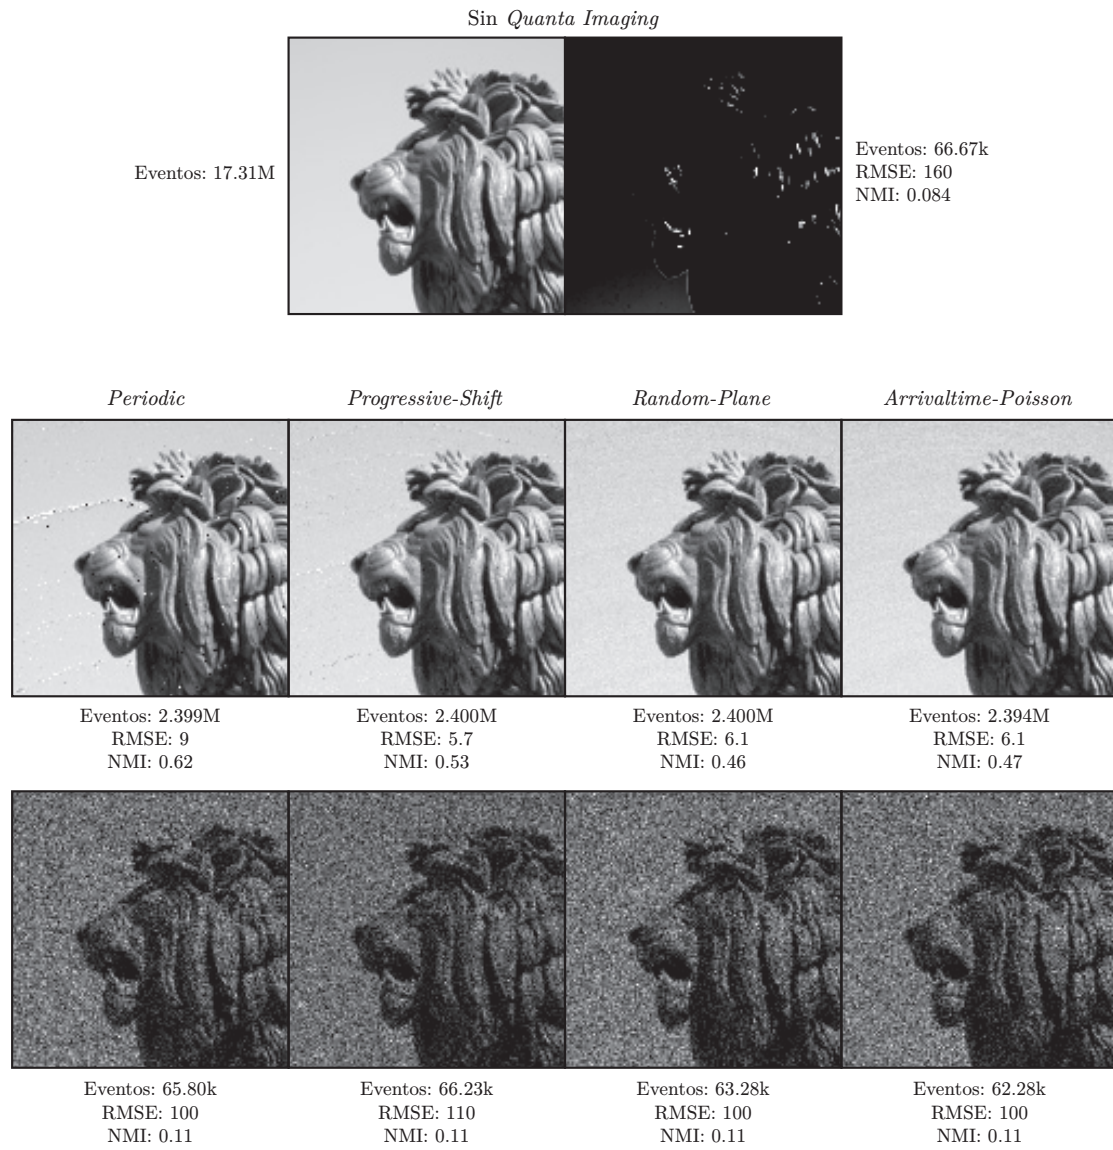 Sin Quanta Imaging
Eventos: 17.31M
Eventos: 66.67k
RMSE: 160
NMI: 0.084
Periodic
Progressive-Shift
Random-Plane
Arrivaltime-Poisson
Eventos: 2.399M
RMSE: 9
NMI: 0.62
Eventos: 2.400M
RMSE: 5.7
NMI: 0.53
Eventos: 2.400M
RMSE: 6.1
NMI: 0.46
Eventos: 2.394M
RMSE: 6.1
NMI: 0.47
Eventos: 65.80k
RMSE: 100
NMI: 0.11
Eventos: 66.23k
RMSE: 110
NMI: 0.11
Eventos: 63.28k
RMSE: 100
NMI: 0.11
Eventos: 62.28k
RMSE: 100
NMI: 0.11